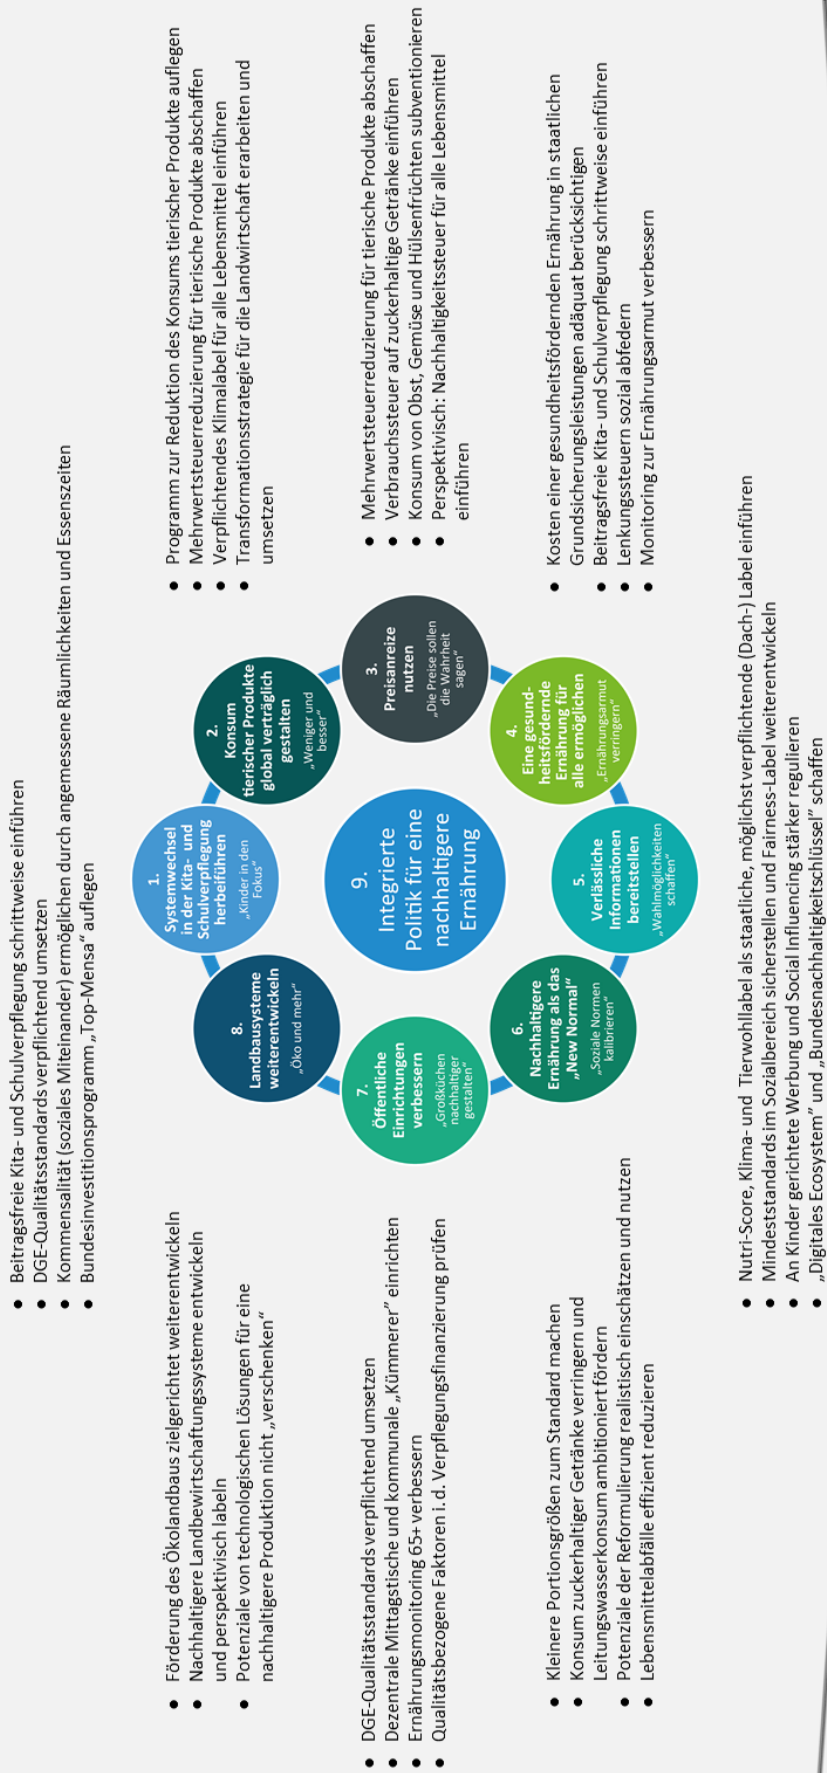 Beitragsfreie Kita- und Schulverpflegung schrittweise einführen
DGE-Qualitätsstandards verpflichtend umsetzen
Kommensalität (soziales Miteinander) ermöglichen durch angemessene Räumlichkeiten und Essenszeiten
Bundesinvestitionsprogramm „Top-Mensa“ auflegen
1.
Systemwechsel
in der Kita- und
Schulverpflegung
herbeiführen
„Kinder in den
Fokus“
Programm zur Reduktion des Konsums tierischer Produkte auflegen
Mehrwertsteuerreduzierung für tierische Produkte abschaffen
Verpflichtendes Klimalabel für alle Lebensmittel einführen
Transformationsstrategie für die Landwirtschaft erarbeiten und
umsetzen
2.
Konsum
tierischer Produkte
global verträglich
gestalten
„Weniger und
besser“
Mehrwertsteuerreduzierung für tierische Produkte abschaffen
Verbrauchssteuer auf zuckerhaltige Getränke einführen
Konsum von Obst, Gemüse und Hülsenfrüchten subventionieren
Perspektivisch: Nachhaltigkeitssteuer für alle Lebensmittel
einführen
3.
Preisanreize
nutzen
„Die Preise sollen
die Wahrheit
sagen“
Kosten einer gesundheitsfördernden Ernährung in staatlichen
Grundsicherungsleistungen adäquat berücksichtigen
Beitragsfreie Kita- und Schulverpflegung schrittweise einführen
Lenkungssteuern sozial abfedern
Monitoring zur Ernährungsarmut verbessern
4.
Eine gesund-
heitsfördernde
Ernährung für
alle ermöglichen
„Ernährungsarmut
verringern“
5.
Verlässliche
Informationen
bereitstellen
„Wahlmöglichkeiten
schaffen“
Nutri-Score, Klima- und Tierwohllabel als staatliche, möglichst verpflichtende (Dach-) Label einführen
Mindeststandards im Sozialbereich sicherstellen und Fairness-Label weiterentwickeln
An Kinder gerichtete Werbung und Social Influencing stärker regulieren
„Digitales Ecosystem“ und „Bundesnachhaltigkeitschlüssel“ schaffen
6.
Nachhaltigere
Ernährung als das
„New Normal“
„Soziale Normen
kalibrieren“
Kleinere Portionsgrößen zum Standard machen
Konsum zuckerhaltiger Getränke verringern und
Leitungswasserkonsum ambitioniert fördern
Potenziale der Reformulierung realistisch einschätzen und nutzen
Lebensmittelabfälle effizient reduzieren
7.
Öffentliche
Einrichtungen
verbessern
„Großküchen
nachhaltiger
gestalten“
DGE-Qualitätsstandards verpflichtend umsetzen
Dezentrale Mittagstische und kommunale „Kümmerer“ einrichten
Ernährungsmonitoring 65+ verbessern
Qualitätsbezogene Faktoren i. d. Verpflegungsfinanzierung prüfen
8.
Landbausysteme
weiterentwickeln
„Öko und mehr“
Förderung des Ökolandbaus zielgerichtet weiterentwickeln
Nachhaltigere Landbewirtschaftungssysteme entwickeln
und perspektivisch labeln
Potenziale von technologischen Lösungen für eine
nachhaltigere Produktion nicht „verschenken“
9.
Integrierte
Politik für eine
nachhaltigere
Ernährung